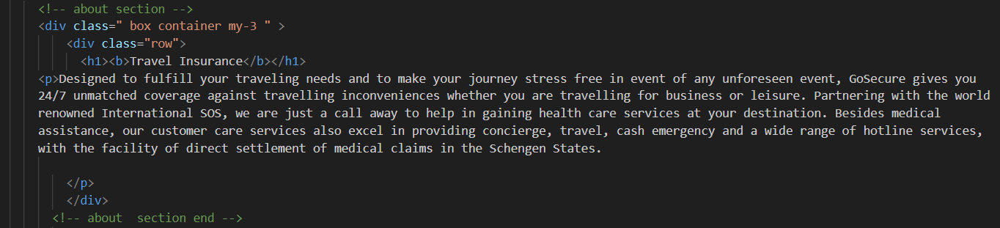 <!-- about section -->
<div class=" box container my-3 " >
<div class="row">
<h1><b>Travel Insurance</b></h1>
<p>Designed to fulfill your traveling needs and to make your journey stress free in event of any unforeseen event, GoSecure gives you
24/7 unmatched coverage against travelling inconveniences whether you are travelling for business or leisure. Partnering with the world
renowned International SOS, we are just a call away to help in gaining health care services at your destination. Besides medical
assistance, our customer care services also excel in providing concierge, travel, cash emergency and a wide range of hotline services,
with the facility of direct settlement of medical claims in the Schengen States.
</p>
</div>
<!-- about  section end -->